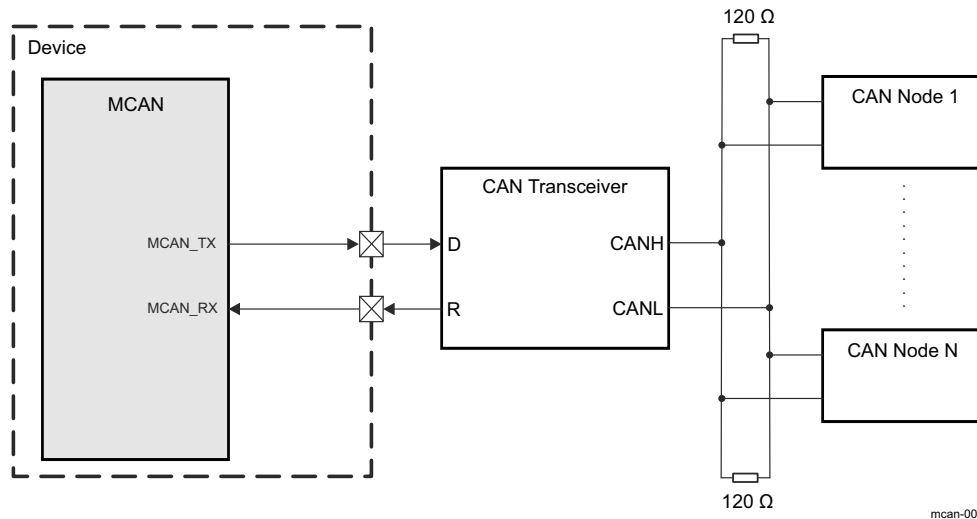 120 Ω
Device
MCAN
CAN Node 1
CAN Transceiver
MCAN_TX
D
CANH
MCAN_RX
R
CANL
CAN Node N
120 Ω
mcan-00